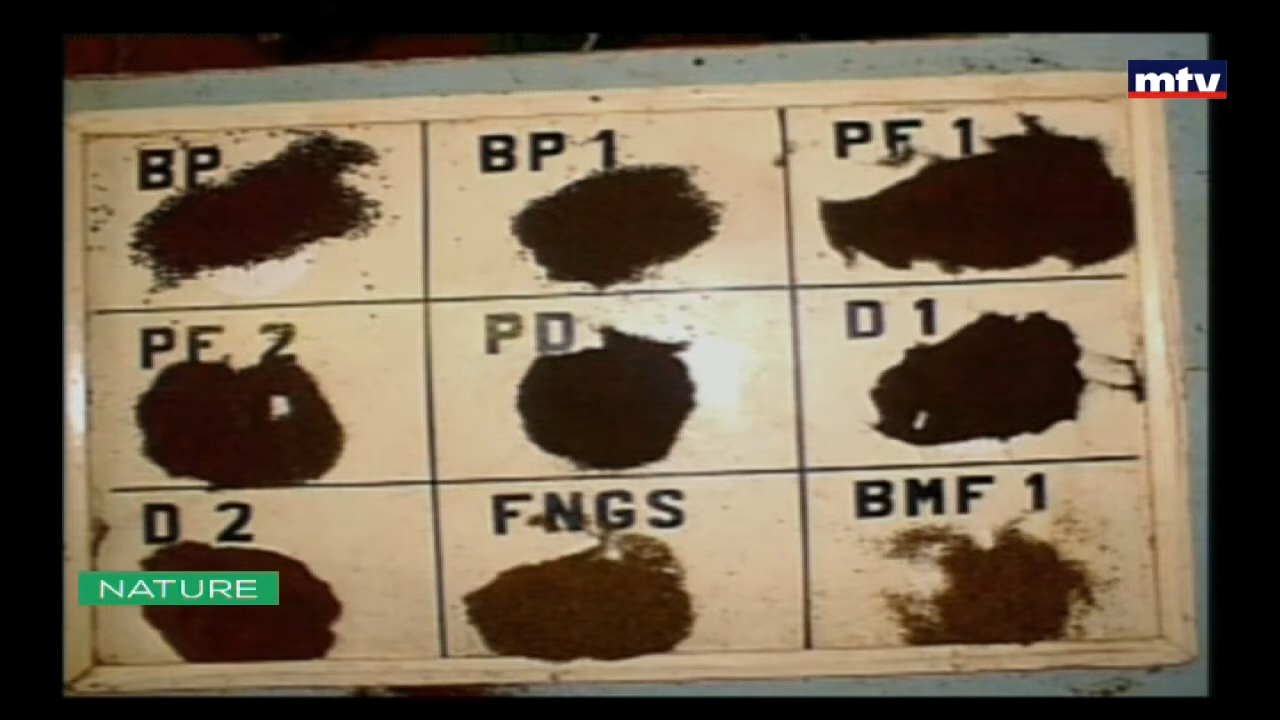 mtv
BP
BP 1
PF 1
PF 2
PD
D 1
D 2
FNGS
BMF 1
NATURE